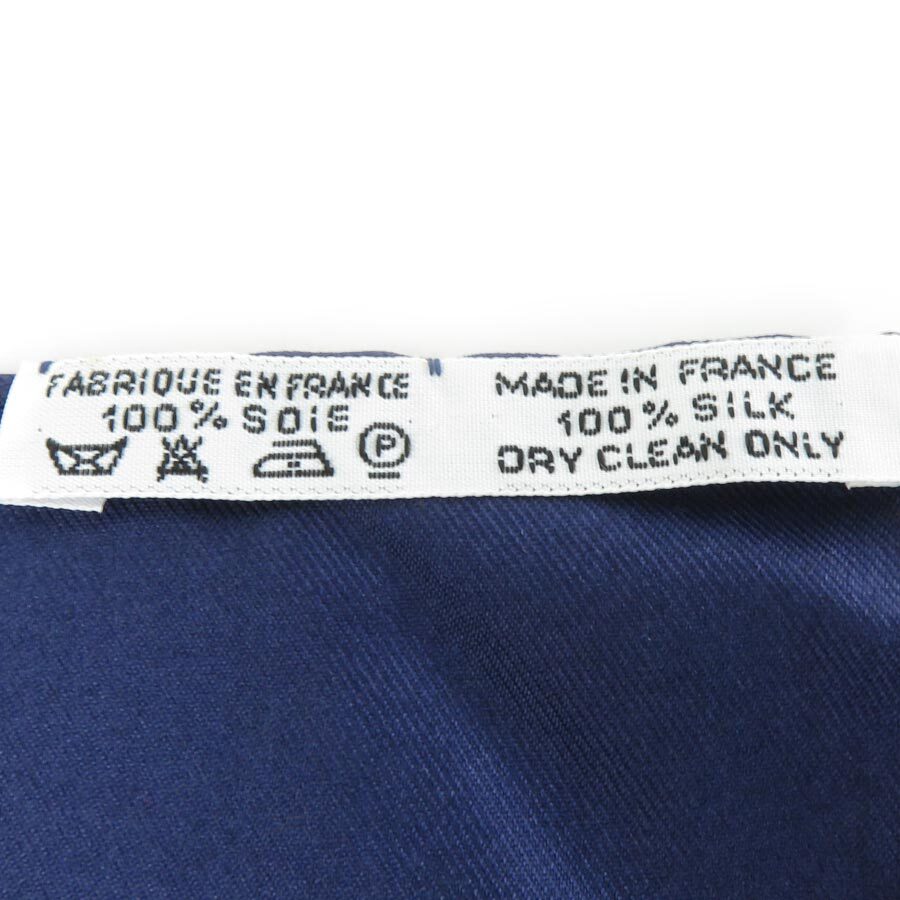 FABRIQUE EN FRANCE
100% SOIE
P
MADE IN FRANCE
100% SILK
DRY CLEAN ONLY